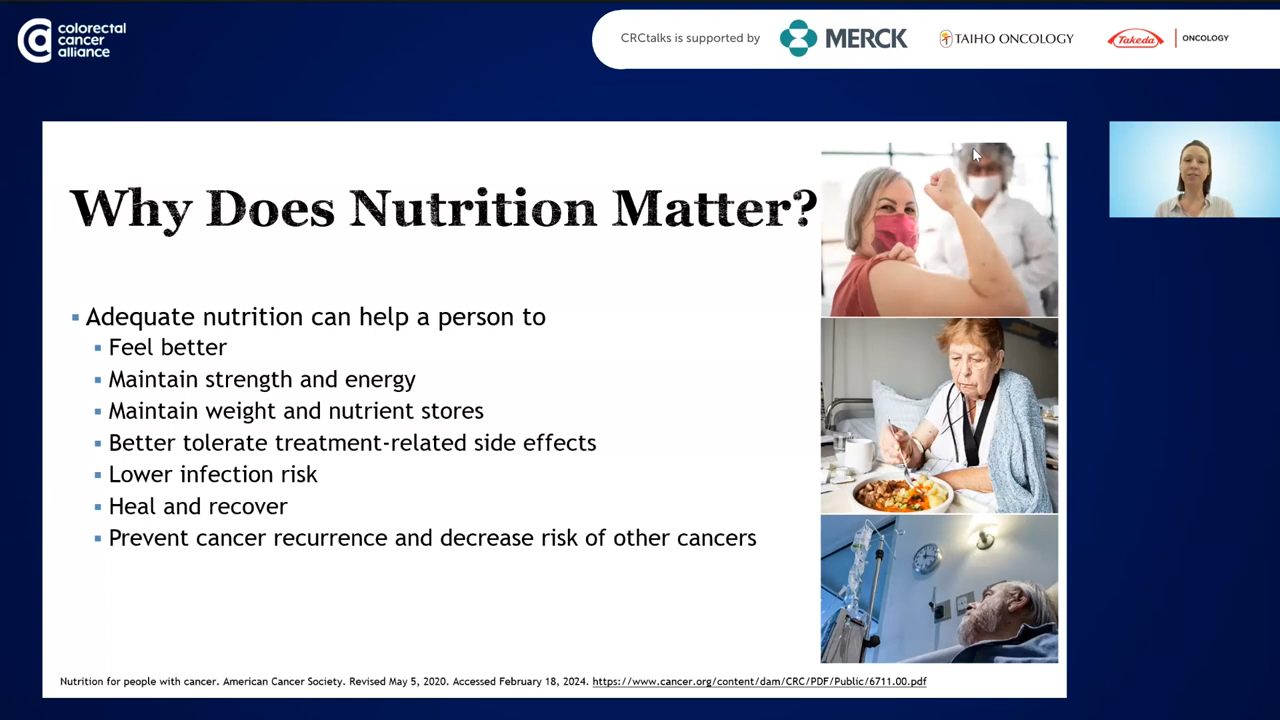 colorectal
cancer
alliance
CRCtalks is supported by
MERCK
TAIHO ONCOLOGY
Takeda
ONCOLOGY
Why Does Nutrition Matter?
Adequate nutrition can help a person to
Feel better
Maintain strength and energy
Maintain weight and nutrient stores
Better tolerate treatment-related side effects
Lower infection risk
Heal and recover
Prevent cancer recurrence and decrease risk of other cancers
Nutrition for people with cancer. American Cancer Society. Revised May 5, 2020. Accessed February 18, 2024. https://www.cancer.org/content/dam/CRC/PDF/Public/6711.00.pdf